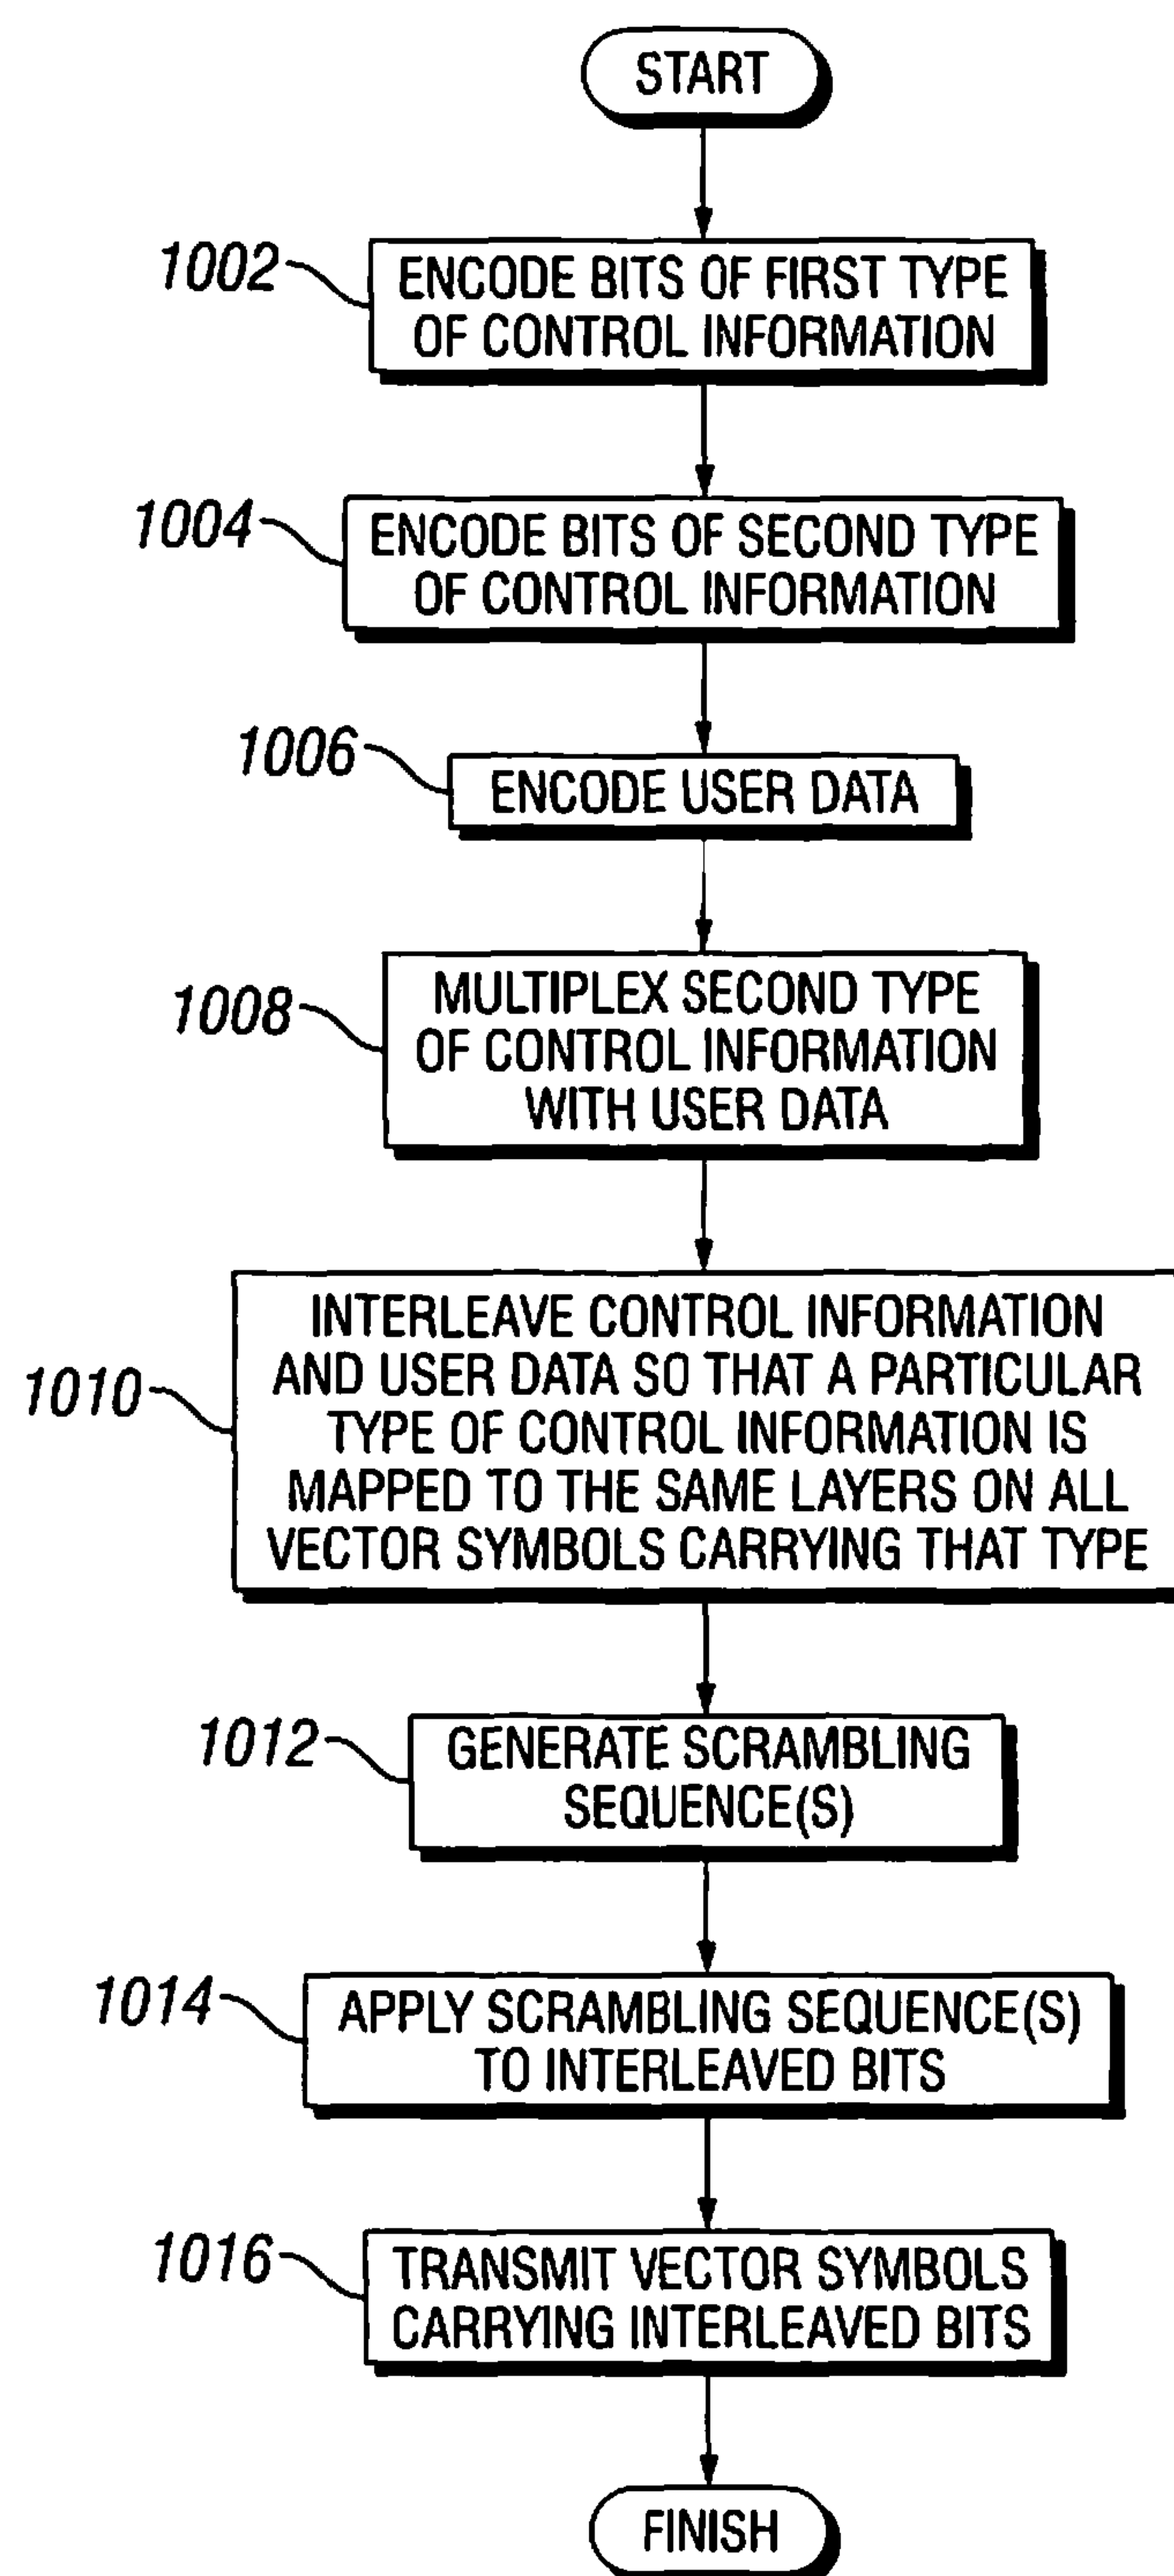 START
1002
ENCODE BITS OF FIRST TYPE
OF CONTROL INFORMATION
1004
ENCODE BITS OF SECOND TYPE
OF CONTROL INFORMATION
1006
ENCODE USER DATA
1008
MULTIPLEX SECOND TYPE
OF CONTROL INFORMATION
WITH USER DATA
1010
INTERLEAVE CONTROL INFORMATION
AND USER DATA SO THAT A PARTICULAR
TYPE OF CONTROL INFORMATION IS
MAPPED TO THE SAME LAYERS ON ALL
VECTOR SYMBOLS CARRYING THAT TYPE
1012
GENERATE SCRAMBLING
SEQUENCE(S)
1014
APPLY SCRAMBLING SEQUENCE(S)
TO INTERLEAVED BITS
1016
TRANSMIT VECTOR SYMBOLS
CARRYING INTERLEAVED BITS
FINISH